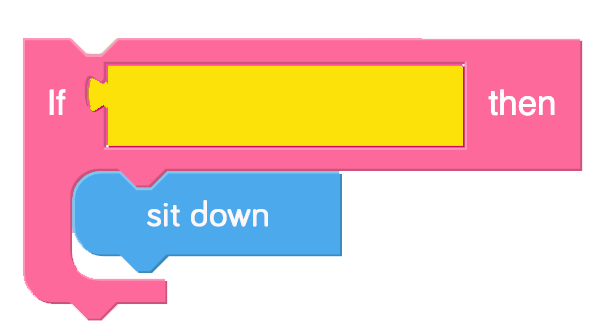 If then
sit down